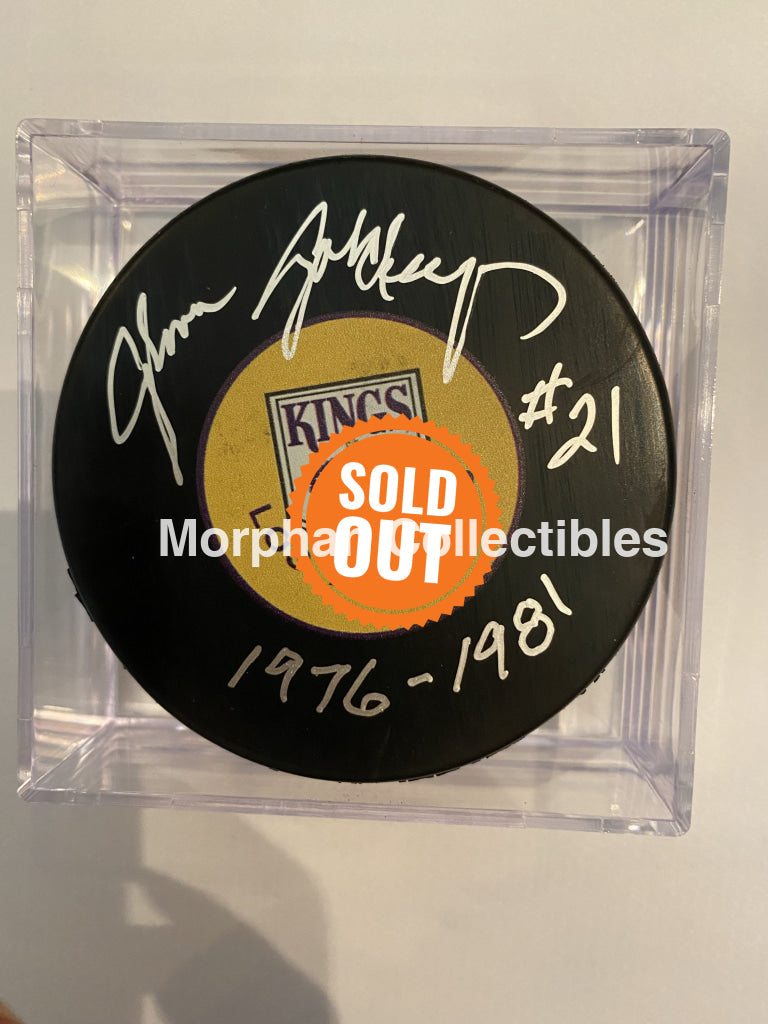 #21
KINGS
SOLD
OUT
Morphan Collectibles
1976-1981